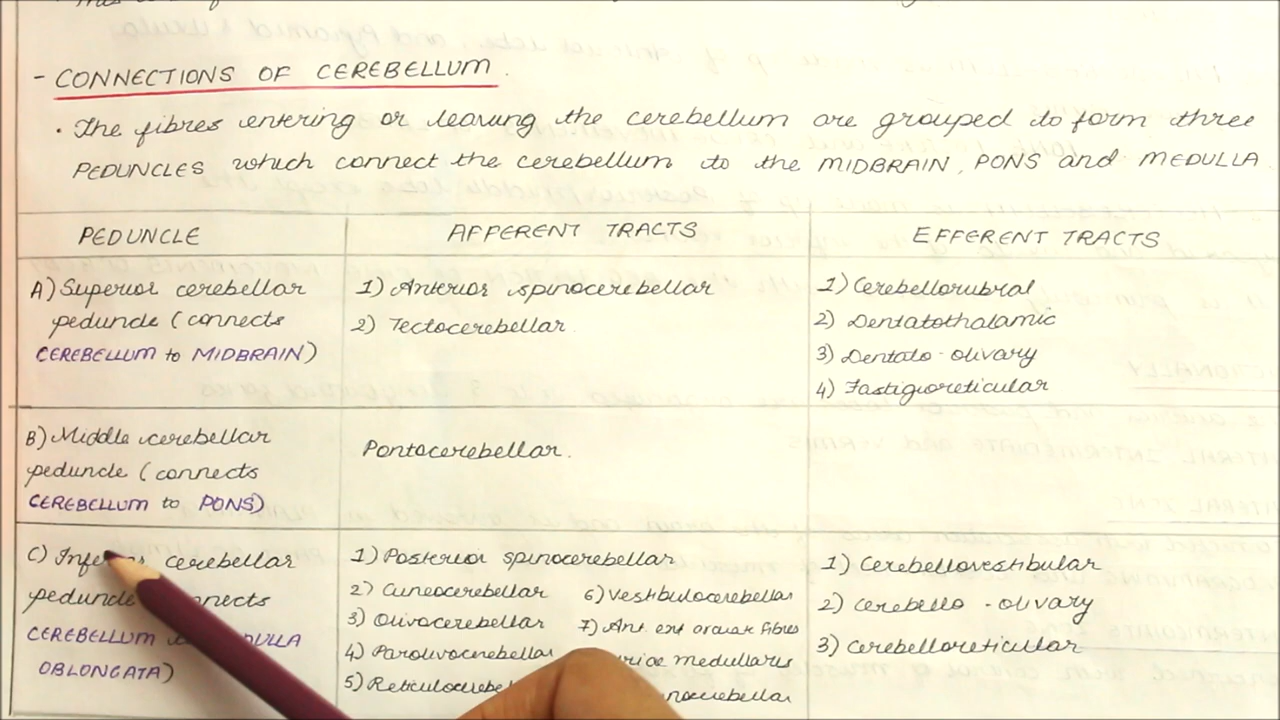 - CONNECTIONS OF CEREBELLUM.
• The fibres entering or leaving the cerebellum are grouped to form three
PEDUNCLES which connect the cerebellum to the MIDBRAIN, PONS and MEDULLA
PEDUNCLE
AFFERENT TRACTS
EFFERENT TRACTS
A) Superior cerebellar
peduncle (connects
CEREBELLUM to MIDBRAIN)
1) Anterior spinocerebellar
2) Tectocerebellar.
1) Cerebellorubral
2) Dentatothalamic
3) Dentato-olivary
4) Fastigioreticular
B) Middle cerebellar
peduncle (connects
CEREBELLUM to PONS)
Pontocerebellar.
C) cerebellar
CEREBELLUM
OBLONGATA)
1) Posterior spinocerebellar
2) Cuneocerebellar
3) Olivocerebellar
4) Parolivocerebellar
5)
6) Vestibulocerebellar
7) Ant. ext arcuate fibres
medullaris
1) Cerebellovestibular
2) Cerebello-olivary
3) Cerebelloreticular